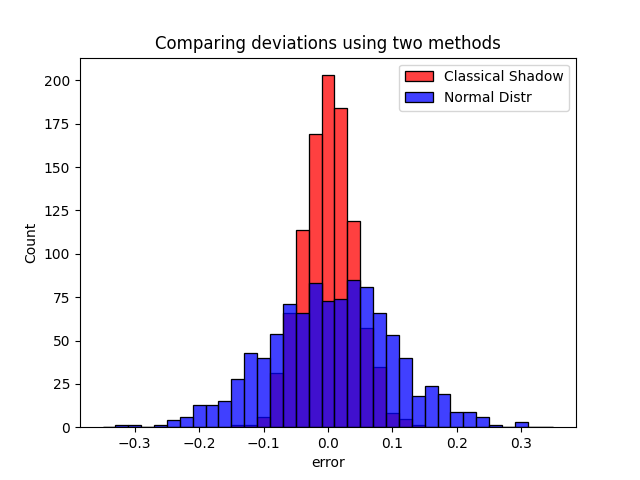 Comparing deviations using two methods
Classical Shadow
Normal Distr
Count
200
175
150
125
100
75
50
25
0
−0.3 −0.2 −0.1 0.0 0.1 0.2 0.3
error